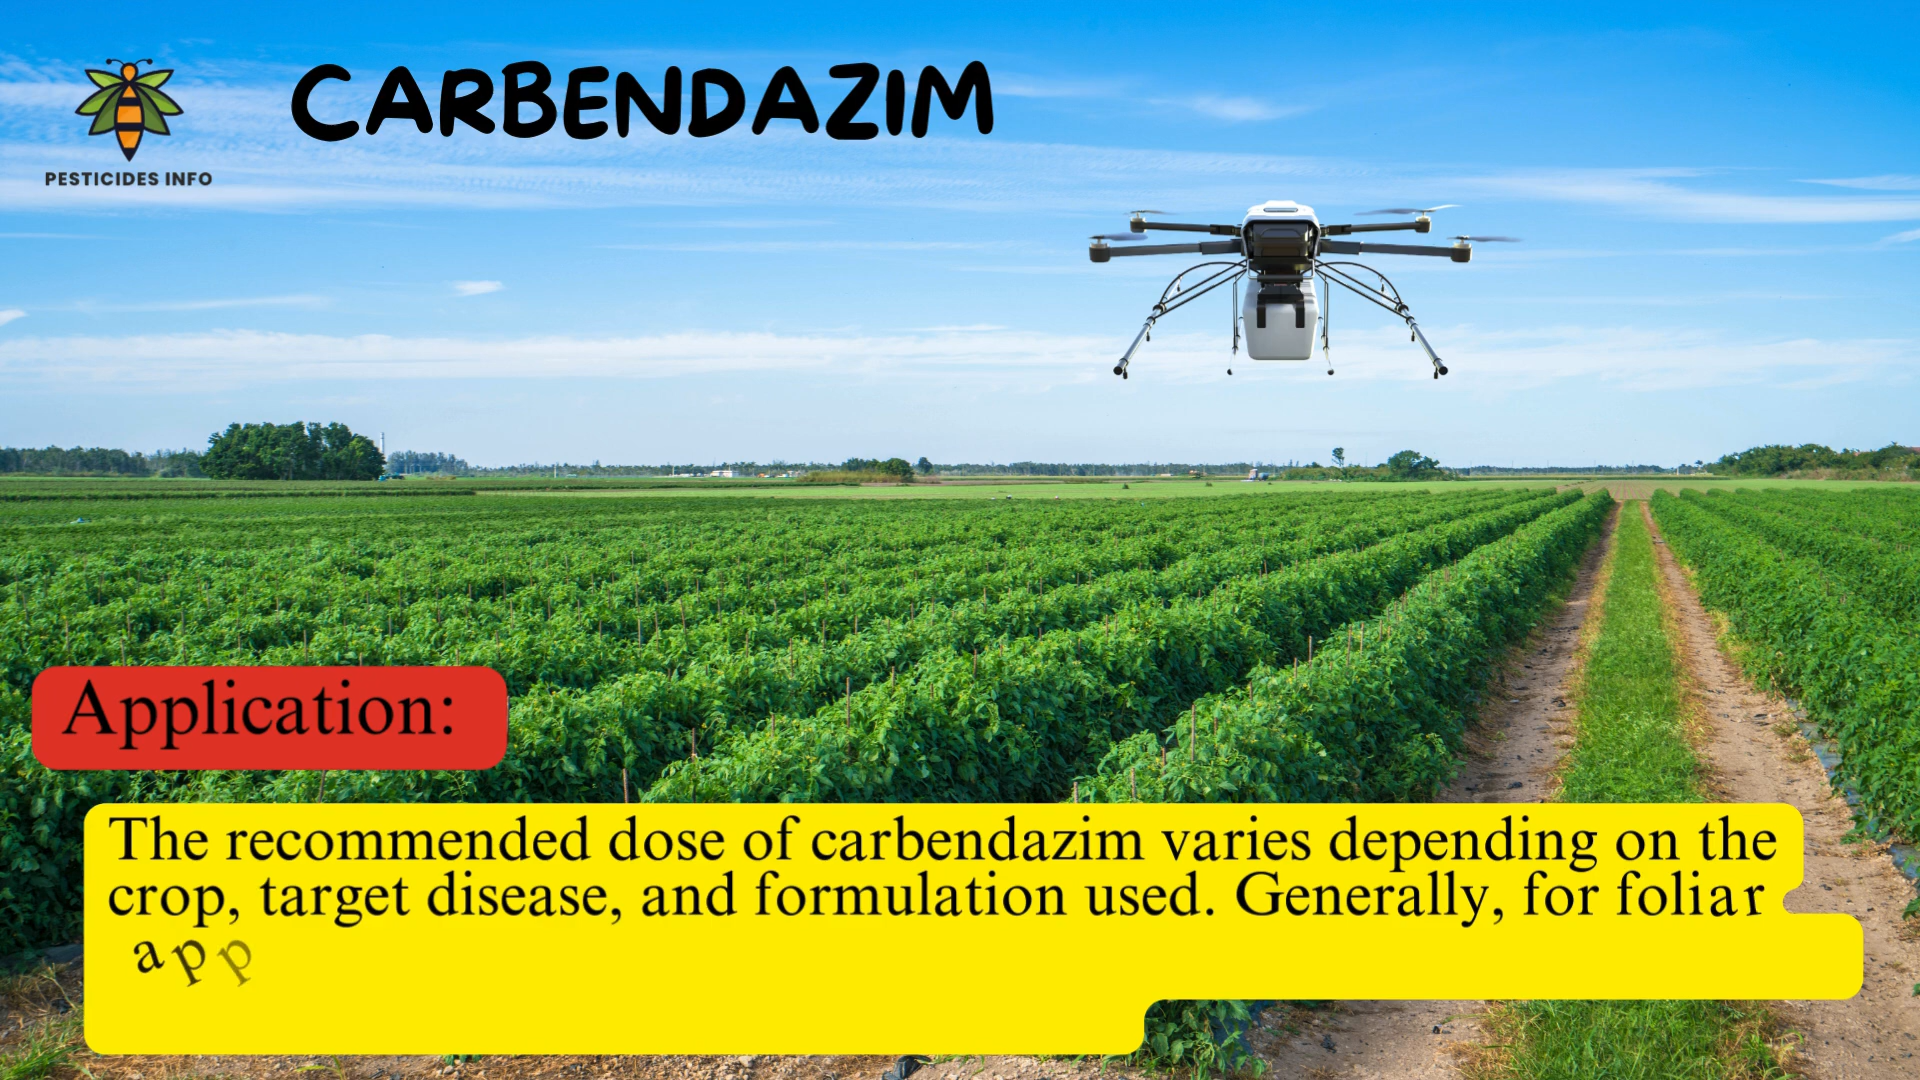 CARBENDAZIM
PESTICIDES INFO
Application:
The recommended dose of carbendazim varies depending on the
crop, target disease, and formulation used. Generally, for foliar
app